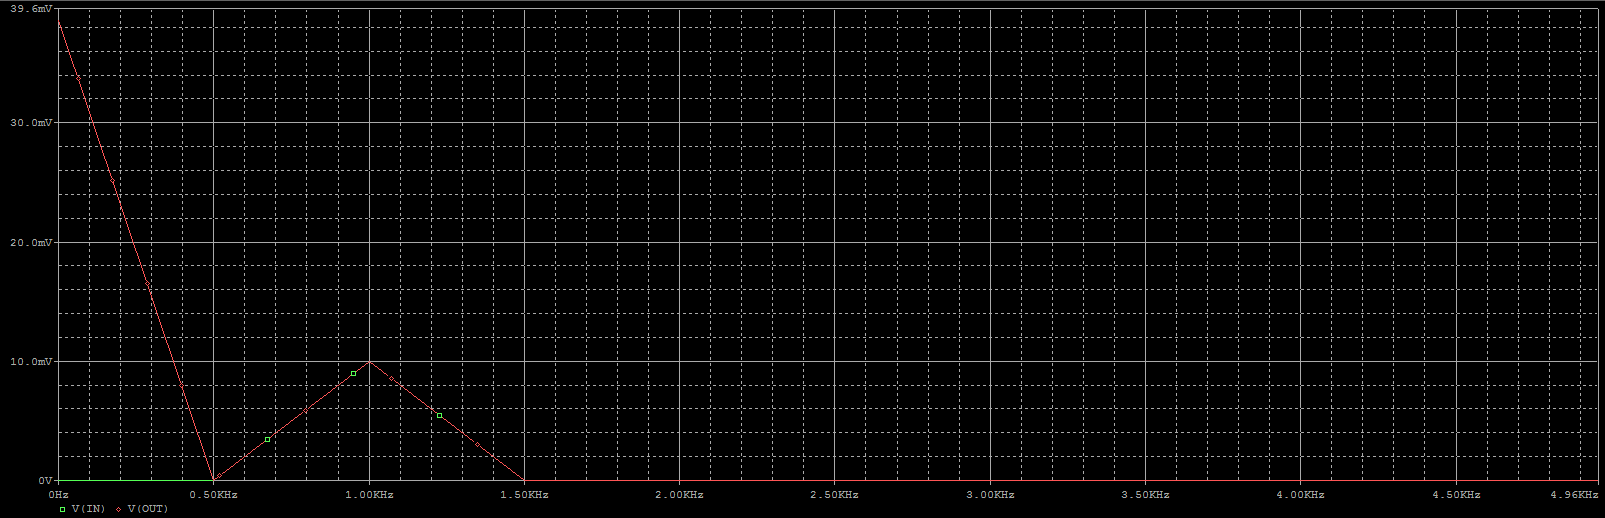 39.6mV
30.0mV
20.0mV
10.0mV
0V
0Hz 0.50KHz 1.00KHz 1.50KHz 2.00KHz 2.50KHz 3.00KHz 3.50KHz 4.00KHz 4.50KHz 4.96KHz
V(IN) V(OUT)